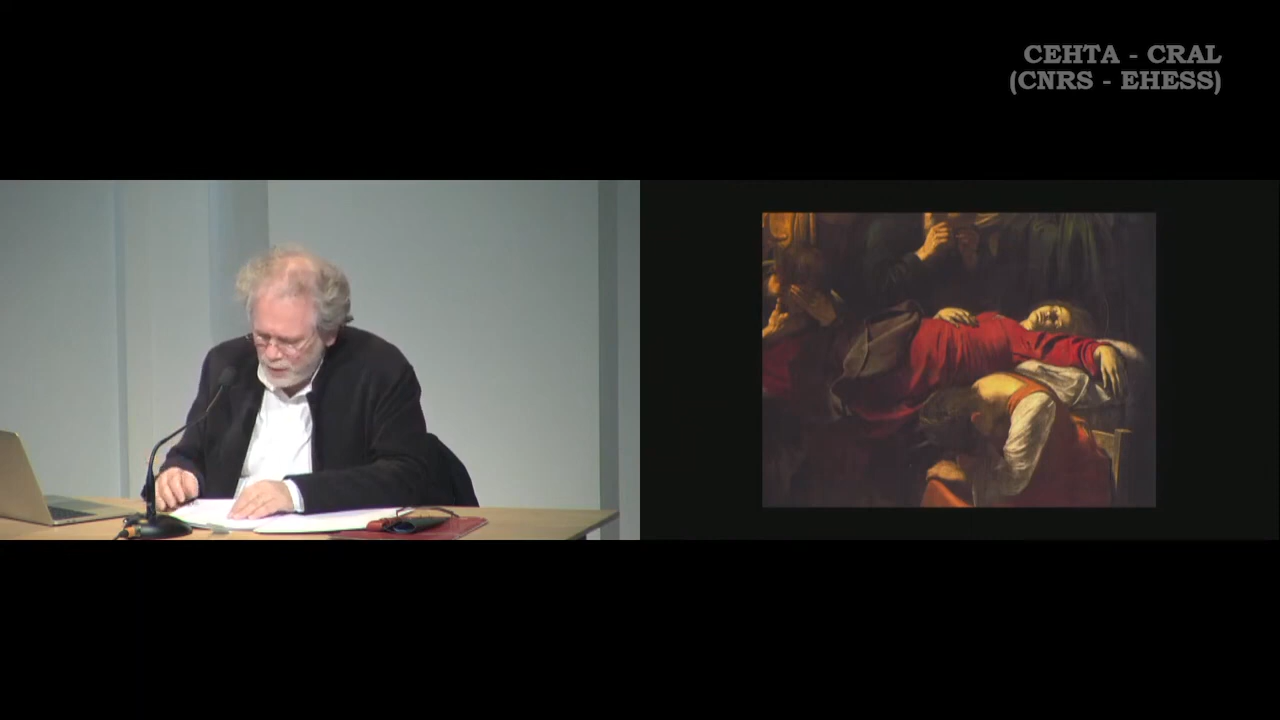 CEHTA - CRAL
(CNRS - EHESS)